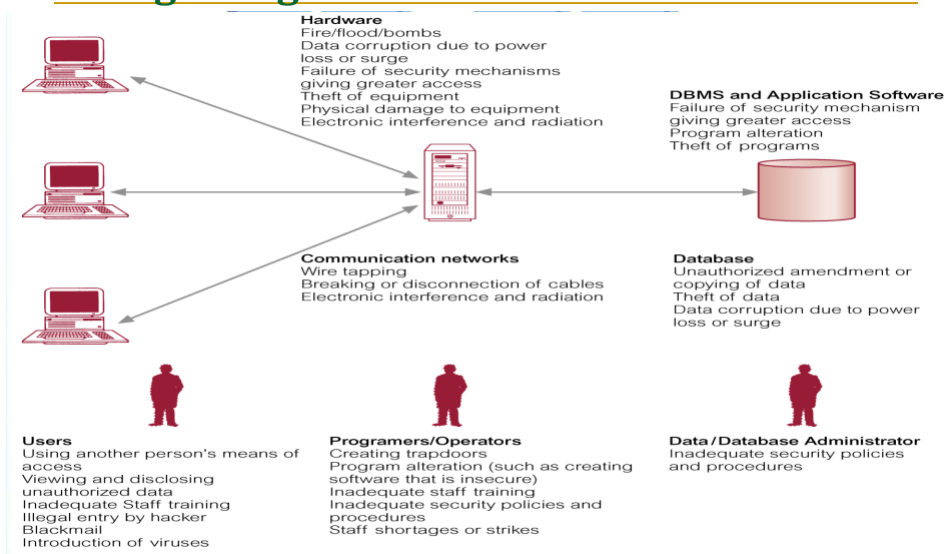 Hardware
Fire/flood/bombs
Data corruption due to power
loss or surge
Failure of security mechanisms
giving greater access
Theft of equipment
Physical damage to equipment
Electronic interference and radiation
DBMS and Application Software
Failure of security mechanism
giving greater access
Program alteration
Theft of programs
Communication networks
Wire tapping
Breaking or disconnection of cables
Electronic interference and radiation
Database
Unauthorized amendment or
copying of data
Theft of data
Data corruption due to power
loss or surge
Users
Using another person's means of
access
Viewing and disclosing
unauthorized data
Inadequate Staff training
Illegal entry by hacker
Blackmail
Introduction of viruses
Programers/Operators
Creating trapdoors
Program alteration (such as creating
software that is insecure)
Inadequate staff training
Inadequate security policies and
procedures
Staff shortages or strikes
Data/Database Administrator
Inadequate security policies
and procedures